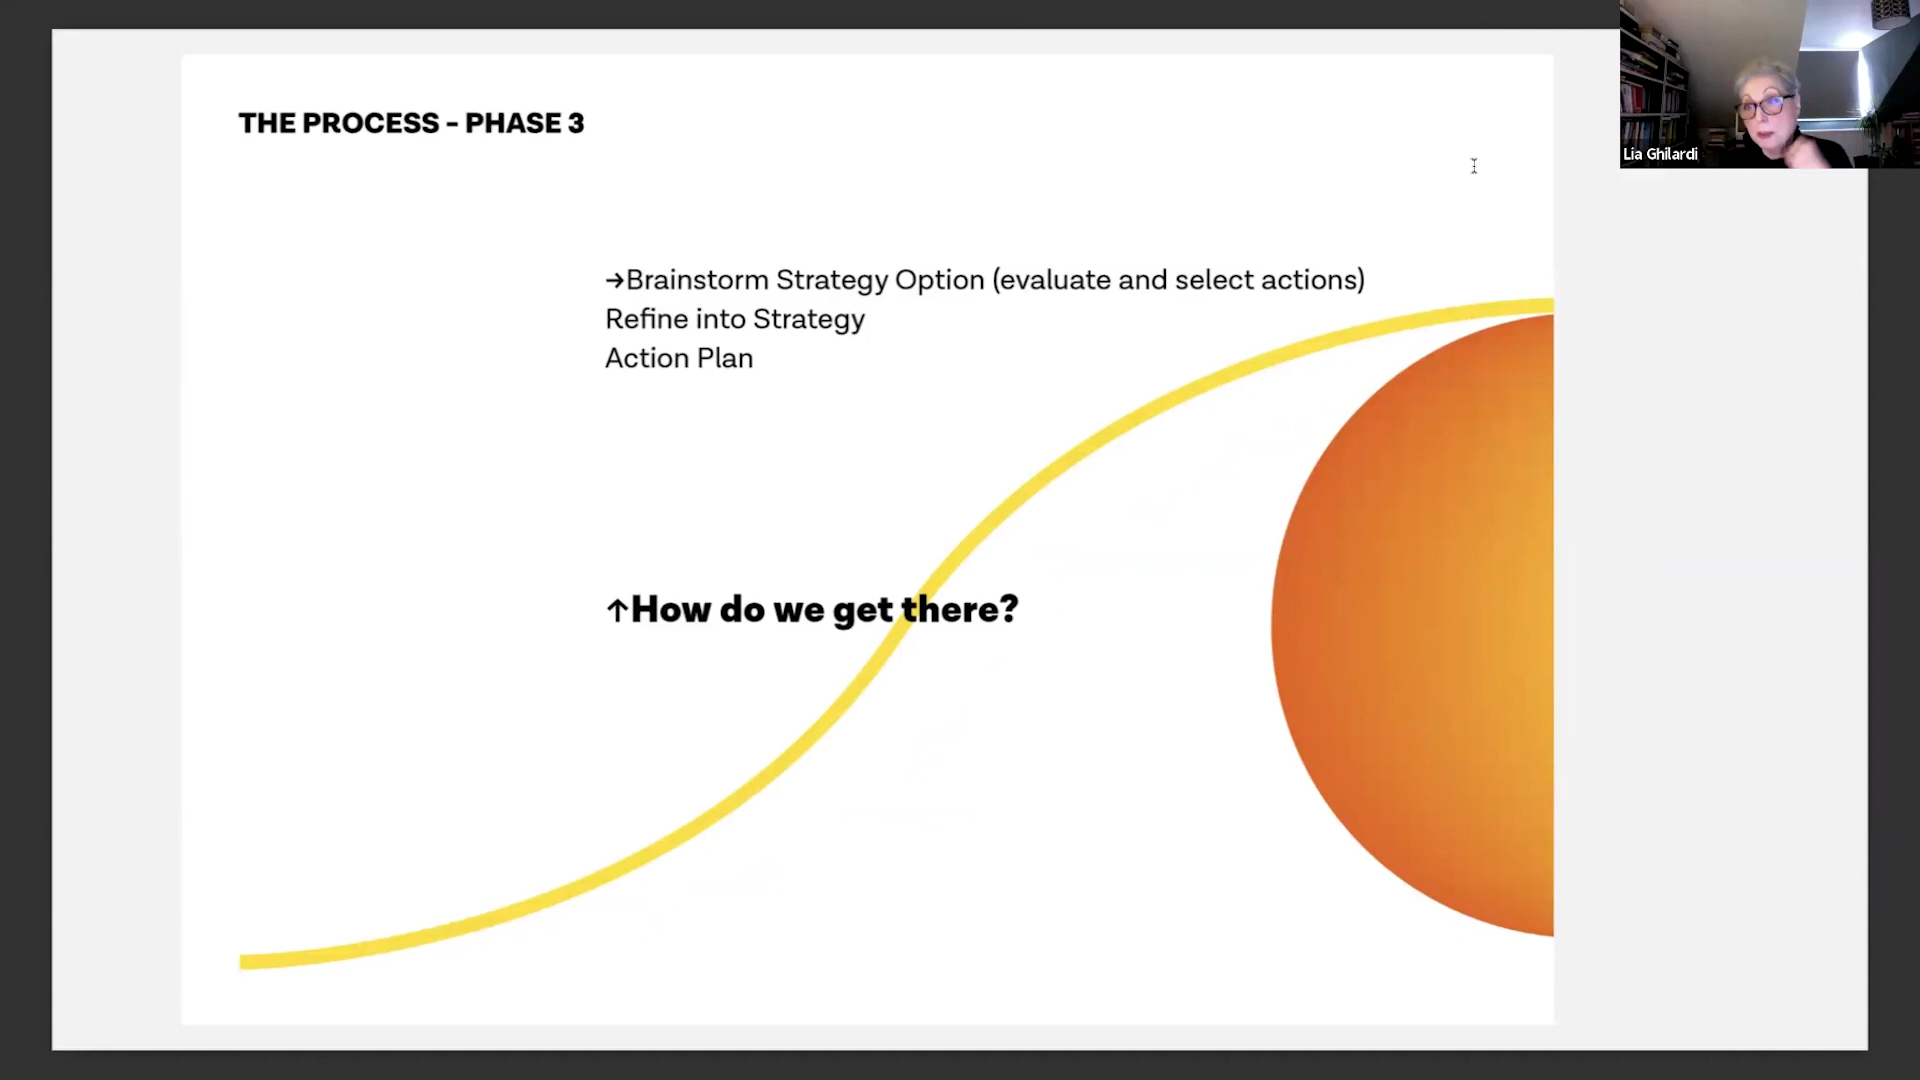 THE PROCESS - PHASE 3
→Brainstorm Strategy Option (evaluate and select actions)
Refine into Strategy
Action Plan
↑How do we get there?
Lia Ghilardi